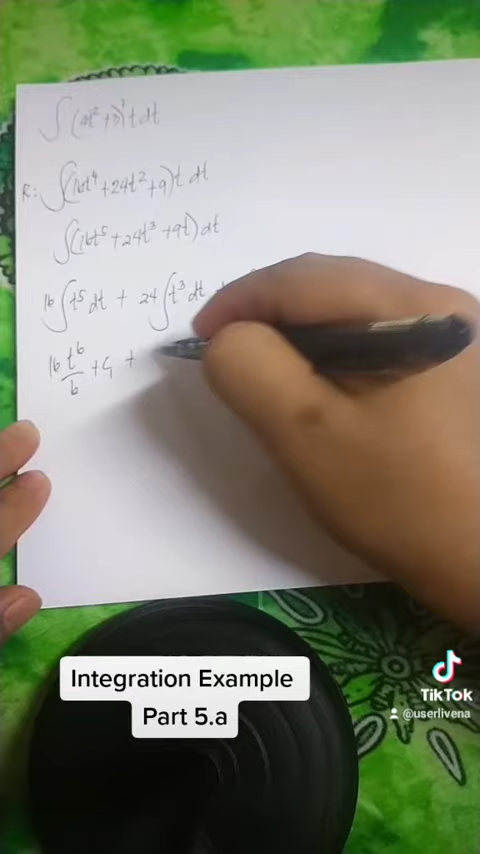 ∫(4t²+3)²t dt
R: ∫(16t⁴+24t²+9)t dt
∫(16t⁵+24t³+9t)dt
16∫t⁵dt + 24∫t³dt
16 t⁶/6 + C₁ +
Integration Example
Part 5.a
TikTok
@userlivena